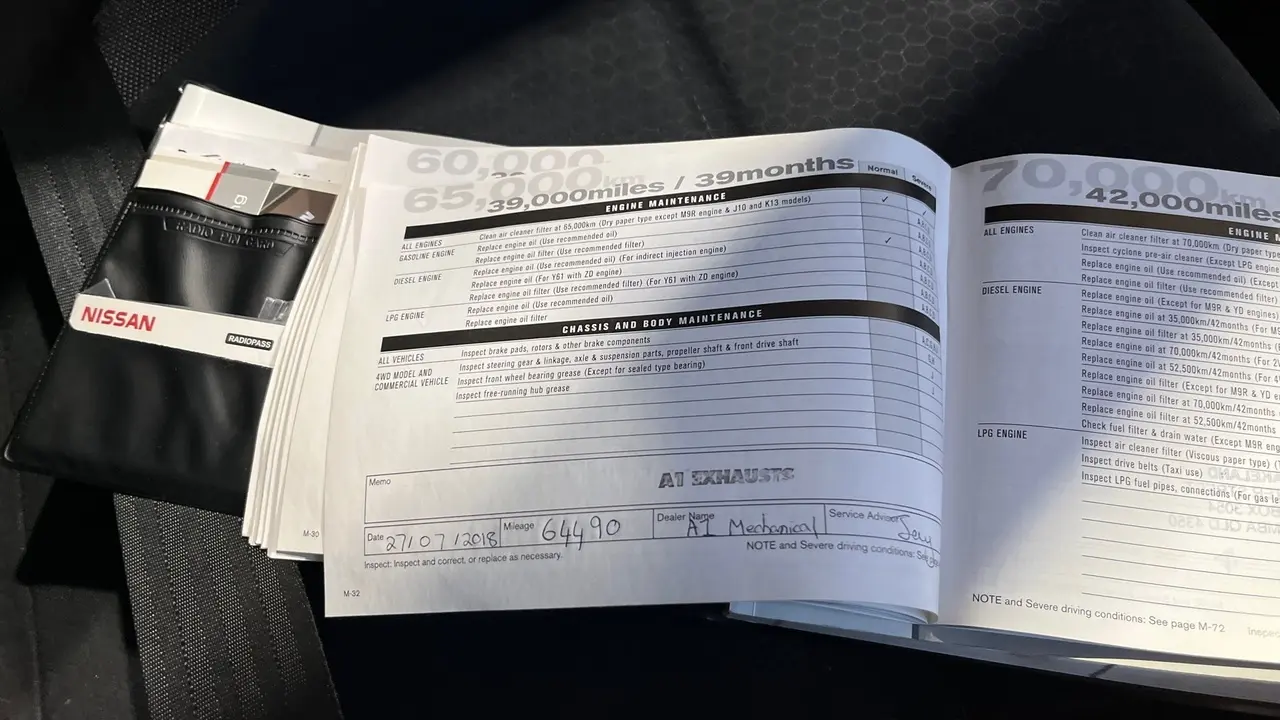 RADIO PIN CARD
NISSAN
RADIOPASS
60,000
M-30
65,000km
39,000miles / 39months
Normal
Severe
ENGINE MAINTENANCE
ALL ENGINES
Clean air cleaner filter at 65,000km (Dry paper type except M9R engine & J10 and K13 models)
✓
GASOLINE ENGINE
Replace engine oil (Use recommended oil)
Replace engine oil filter (Use recommended filter)
✓
DIESEL ENGINE
Replace engine oil (Use recommended oil) (For indirect injection engine)
Replace engine oil (For Y61 with ZD engine)
Replace engine oil filter (Use recommended filter) (For Y61 with ZD engine)
LPG ENGINE
Replace engine oil (Use recommended oil)
Replace engine oil filter
CHASSIS AND BODY MAINTENANCE
ALL VEHICLES
Inspect brake pads, rotors & other brake components
4WD MODEL AND
COMMERCIAL VEHICLE
Inspect steering gear & linkage, axle & suspension parts, propeller shaft & front drive shaft
Inspect front wheel bearing grease (Except for sealed type bearing)
Inspect free-running hub grease
Memo
A1 EXHAUSTS
Date 27/07/2018 Mileage 64490 Dealer Name A1 Mechanical Service Advisor
Inspect: Inspect and correct, or replace as necessary.
NOTE and Severe driving conditions: See
M-32
70,000km
42,000miles
ENGINE M
ALL ENGINES
Clean air cleaner filter at 70,000km (Dry paper type
Inspect cyclone pre-air cleaner (Except LPG engine
Replace engine oil (Use recommended oil) (Except
Replace engine oil filter (Use recommended
DIESEL ENGINE
Replace engine oil (Except for M9R & YD engines)
Replace engine oil at 35,000km/42months (For M
Replace engine oil filter at 35,000km/42months
Replace engine oil at 70,000km/42months (For 2
Replace engine oil at 52,500km/42months (For 4
Replace engine oil filter (Except for M9R & YD e
Replace engine oil filter at 70,000km/42months
Replace engine oil filter at 52,500km/42months
Check fuel filter & drain water (Except M9R eng
LPG ENGINE
Inspect air cleaner filter (Viscous paper type) (
Inspect drive belts (Taxi use)
Inspect LPG fuel pipes, connections (For gas le
NOTE and Severe driving conditions: See page M-72
Inspec